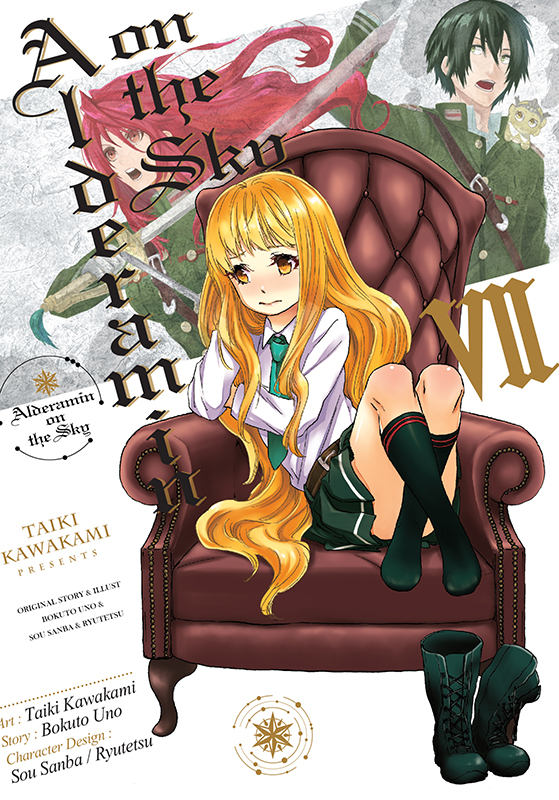 Alderamin
on
the
Sky
VII
Alderamin
on
the Sky
TAIKI
KAWAKAMI
PRESENTS
ORIGINAL STORY & ILLUST
BOKUTO UNO &
SOU SANBA & RYUTETSU
Art : Taiki Kawakami
Story : Bokuto Uno
Character Design :
Sou Sanba / Ryutetsu